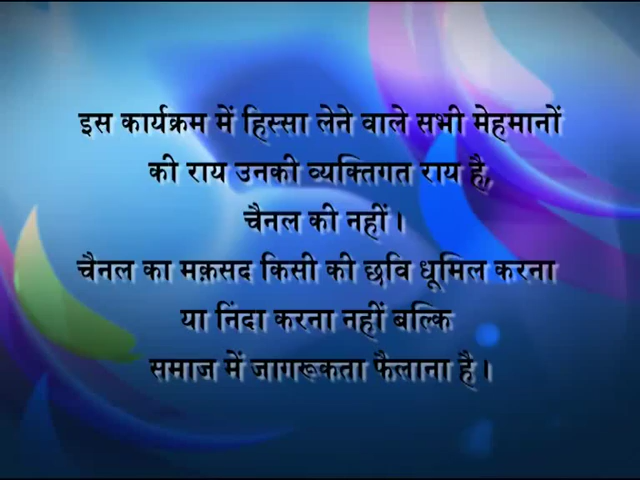 इस कार्यक्रम में हिस्सा लेने वाले सभी मेहमानों
की राय उनकी व्यक्तिगत राय है,
चैनल की नहीं।
चैनल का मक़सद किसी की छवि धूमिल करना
या निंदा करना नहीं बल्कि
समाज में जागरूकता फैलाना है।